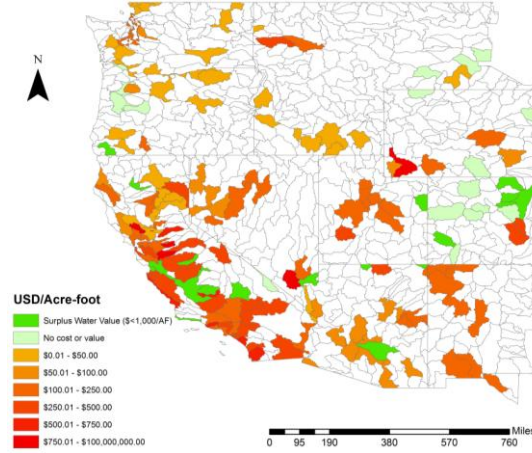 N
USD/Acre-foot
Surplus Water Value ($<1,000/AF)
No cost or value
$0.01 - $50.00
$50.01 - $100.00
$100.01 - $250.00
$250.01 - $500.00
$500.01 - $750.00
$750.01 - $100,000,000.00
Miles
0 95 190 380 570 760